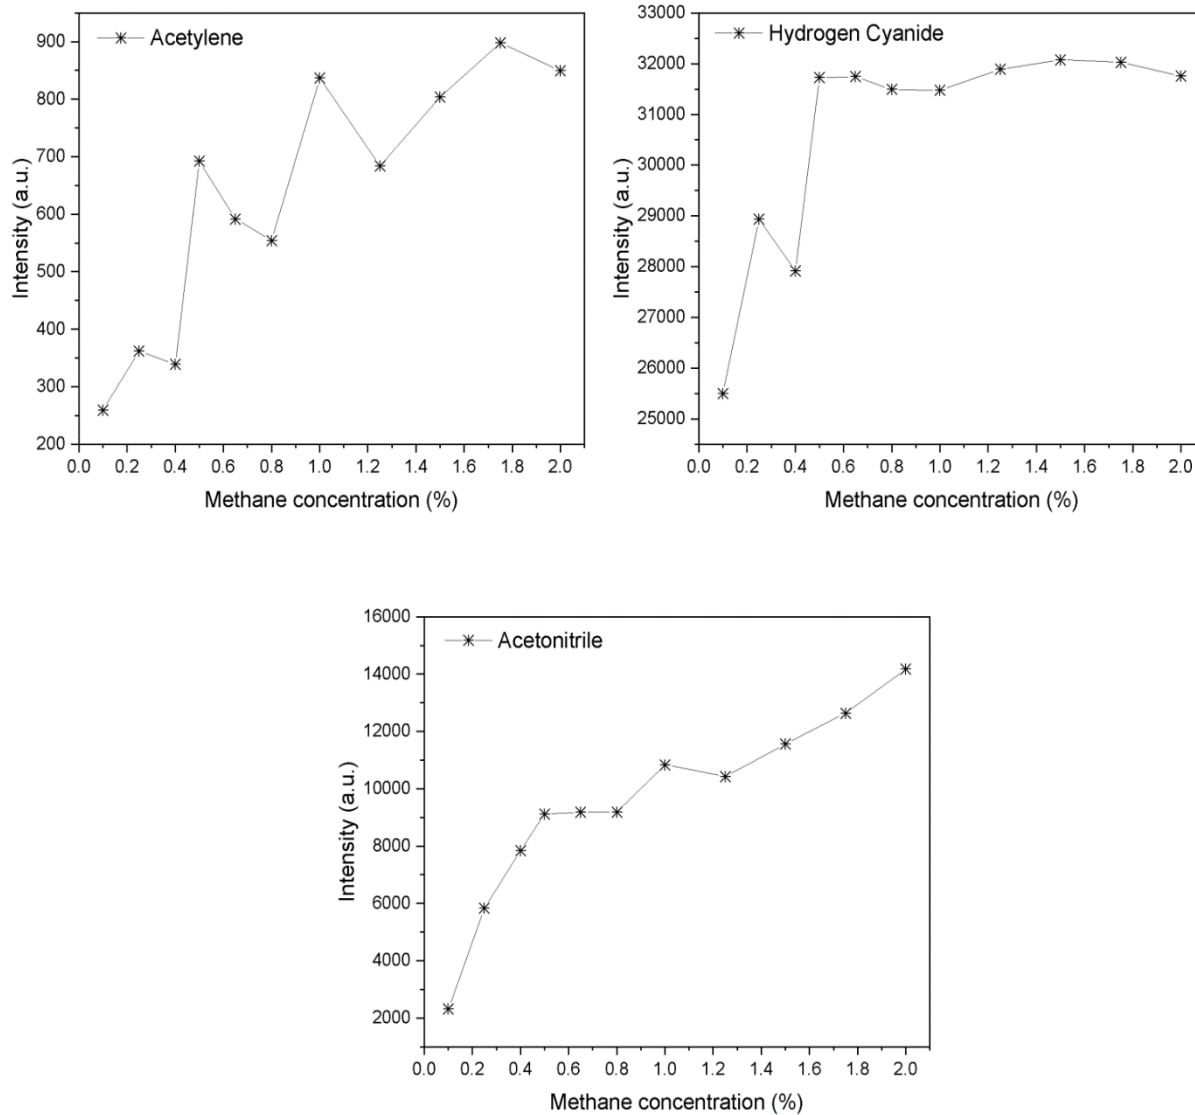 Acetylene
900
800
700
600
500
400
300
200
Intensity (a.u.)
0.0 0.2 0.4 0.6 0.8 1.0 1.2 1.4 1.6 1.8 2.0
Methane concentration (%)
Hydrogen Cyanide
33000
32000
31000
30000
29000
28000
27000
26000
25000
Intensity (a.u.)
0.0 0.2 0.4 0.6 0.8 1.0 1.2 1.4 1.6 1.8 2.0
Methane concentration (%)
Acetonitrile
16000
14000
12000
10000
8000
6000
4000
2000
Intensity (a.u.)
0.0 0.2 0.4 0.6 0.8 1.0 1.2 1.4 1.6 1.8 2.0
Methane concentration (%)